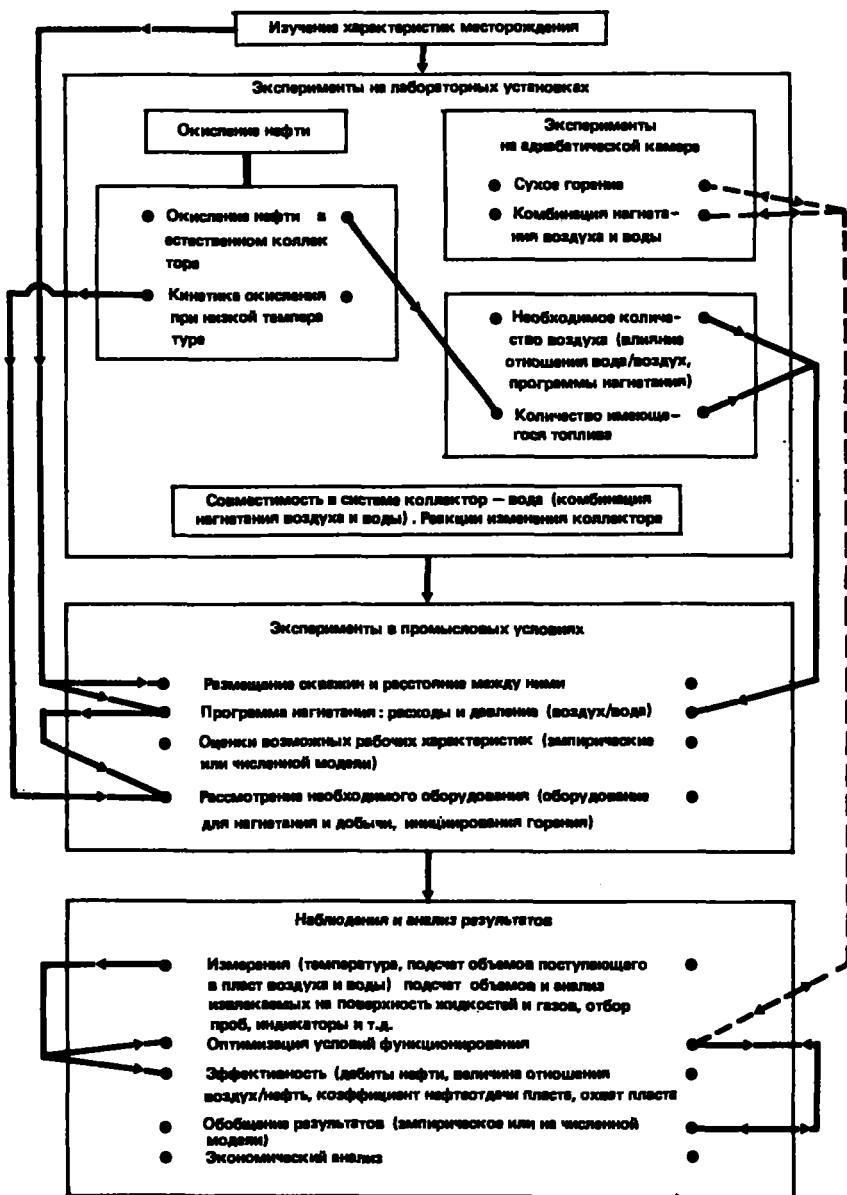 Изучение характеристик месторождения
Эксперименты на лабораторных установках
Окисление нефти
Окисление нефти в
естественном коллек
торе
Кинетика окисления
при низкой темпера
туре
Эксперименты
на адиабатической камере
Сухое горение
Комбинация нагнета-
ния воздуха и воды
Необходимое количе-
ство воздуха (влияние
отношения вода/воздух,
программы нагнетания)
Количество имеюще-
гося топлива
Совместимость в системе коллектор — вода (комбинация
нагнетания воздуха и воды). Реакции изменения коллектора
Эксперименты в промысловых условиях
Размещение скважин и расстояние между ними
Программа нагнетания: расходы и давление (воздух/вода)
Оценки возможных рабочих характеристик (эмпирические
или численной модели)
Рассмотрение необходимого оборудования (оборудование
для нагнетания и добычи, инициирования горения)
Наблюдения и анализ результатов
Измерения (температура, подсчет объемов поступающего
в пласт воздуха и воды) подсчет объемов и анализ
извлекаемых на поверхность жидкостей и газов, отбор
проб, индикаторы и т.д.
Оптимизация условий функционирования
Эффективность (дебиты нефти, величина отношения
воздух/нефть, коэффициент нефтеотдачи пласта, охват пласта
Обобщение результатов (эмпирическое или на численной
модели)
Экономический анализ